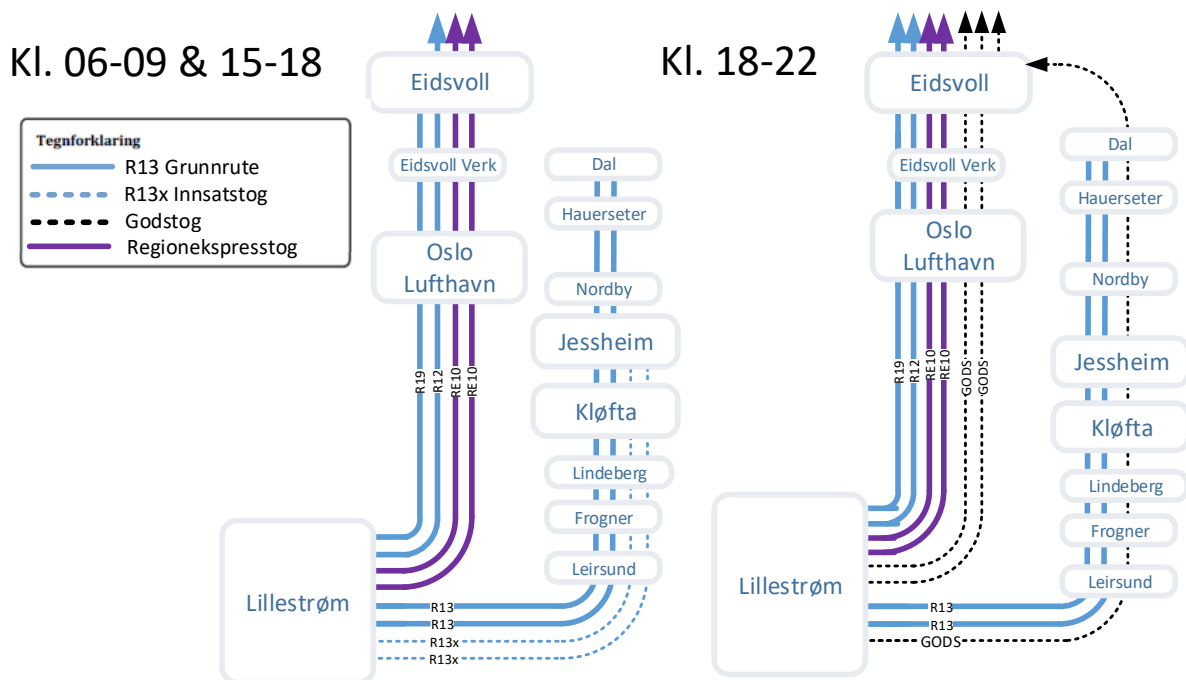 Kl. 06-09 & 15-18
Tegnforklaring
R13 Grunnrute
R13x Innsatstog
Godstog
Regionekspresstog
Eidsvoll
Eidsvoll Verk
Oslo
Lufthavn
R19
R12
RE10
RE10
Dal
Hauerseter
Nordby
Jessheim
Kløfta
Lindeberg
Frogner
Leirsund
Lillestrøm
R13
R13
R13x
R13x
Kl. 18-22
Eidsvoll
Eidsvoll Verk
Oslo
Lufthavn
R19
R12
RE10
RE10
GODS
GODS
Dal
Hauerseter
Nordby
Jessheim
Kløfta
Lindeberg
Frogner
Leirsund
Lillestrøm
R13
R13
GODS